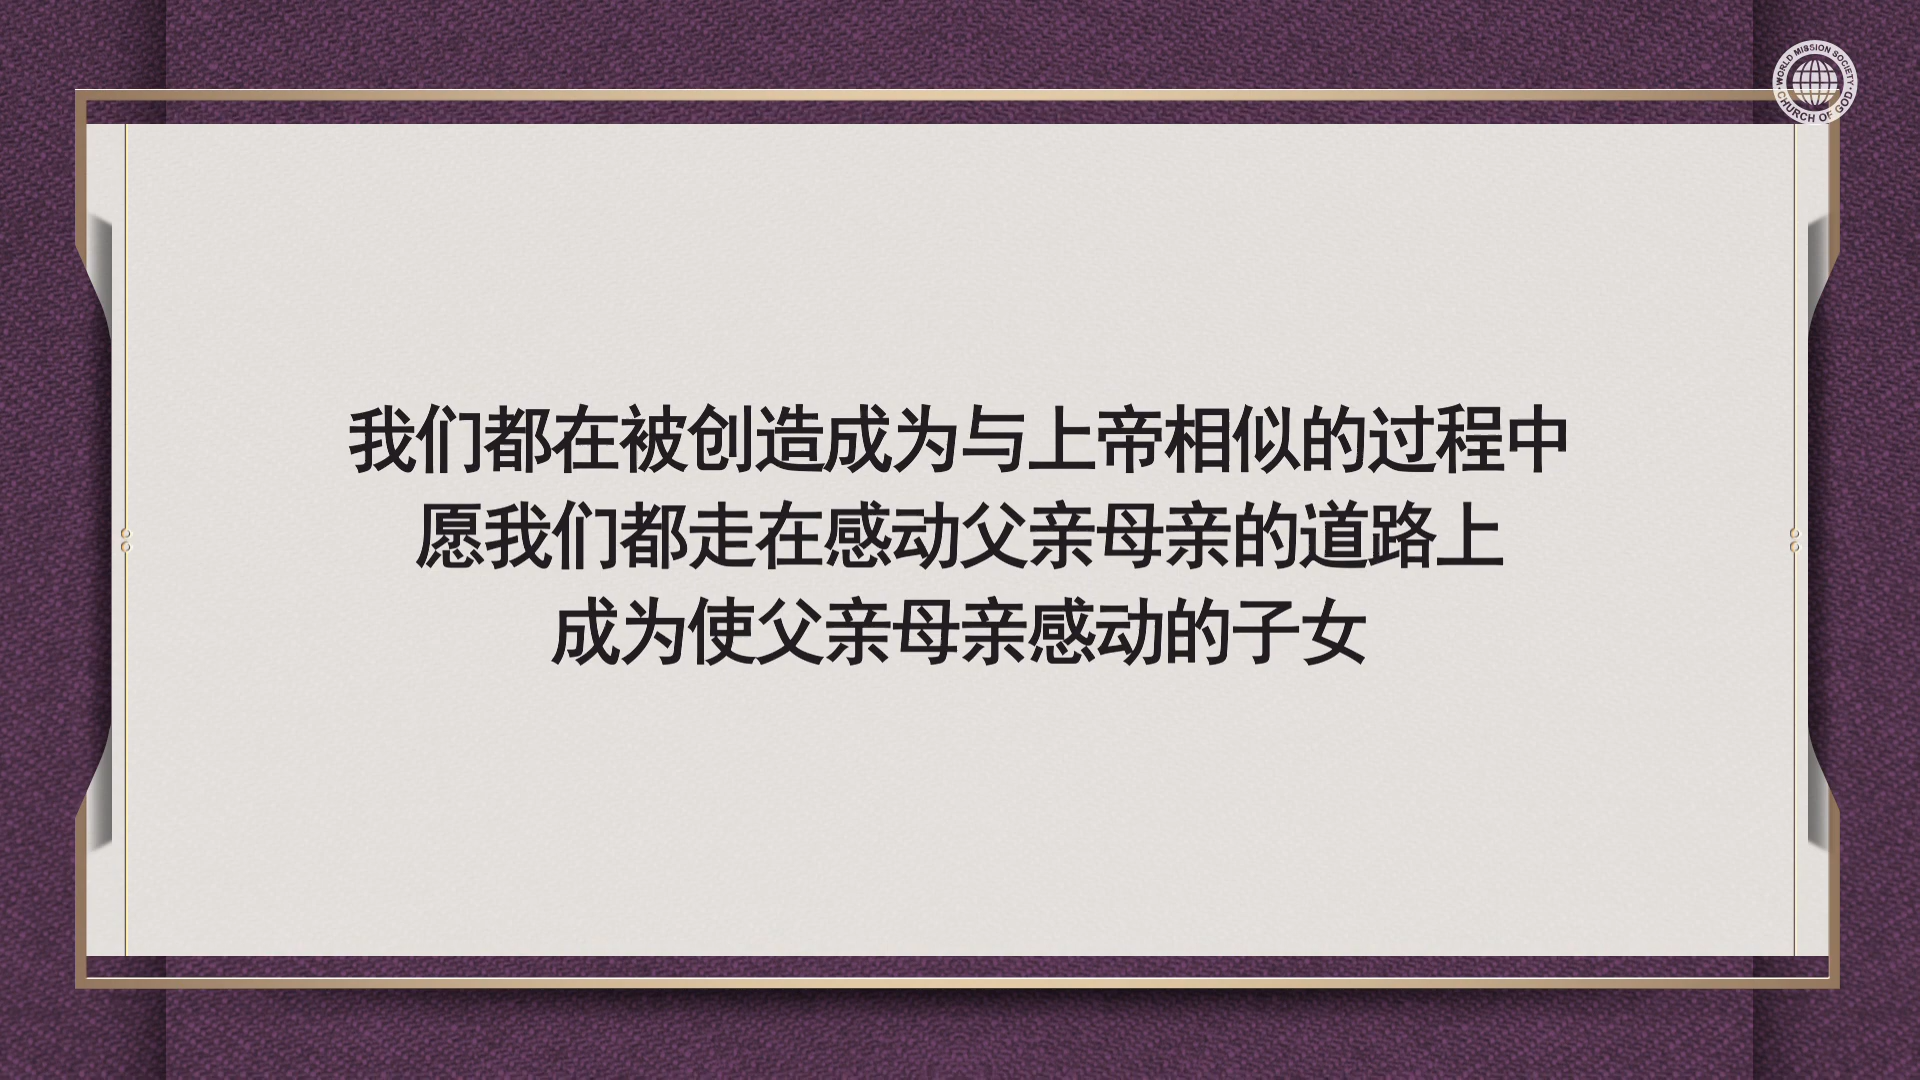 WORLD MISSION SOCIETY
CHURCH OF GOD
我们都在被创造成为与上帝相似的过程中
愿我们都走在感动父亲母亲的道路上
成为使父亲母亲感动的子女